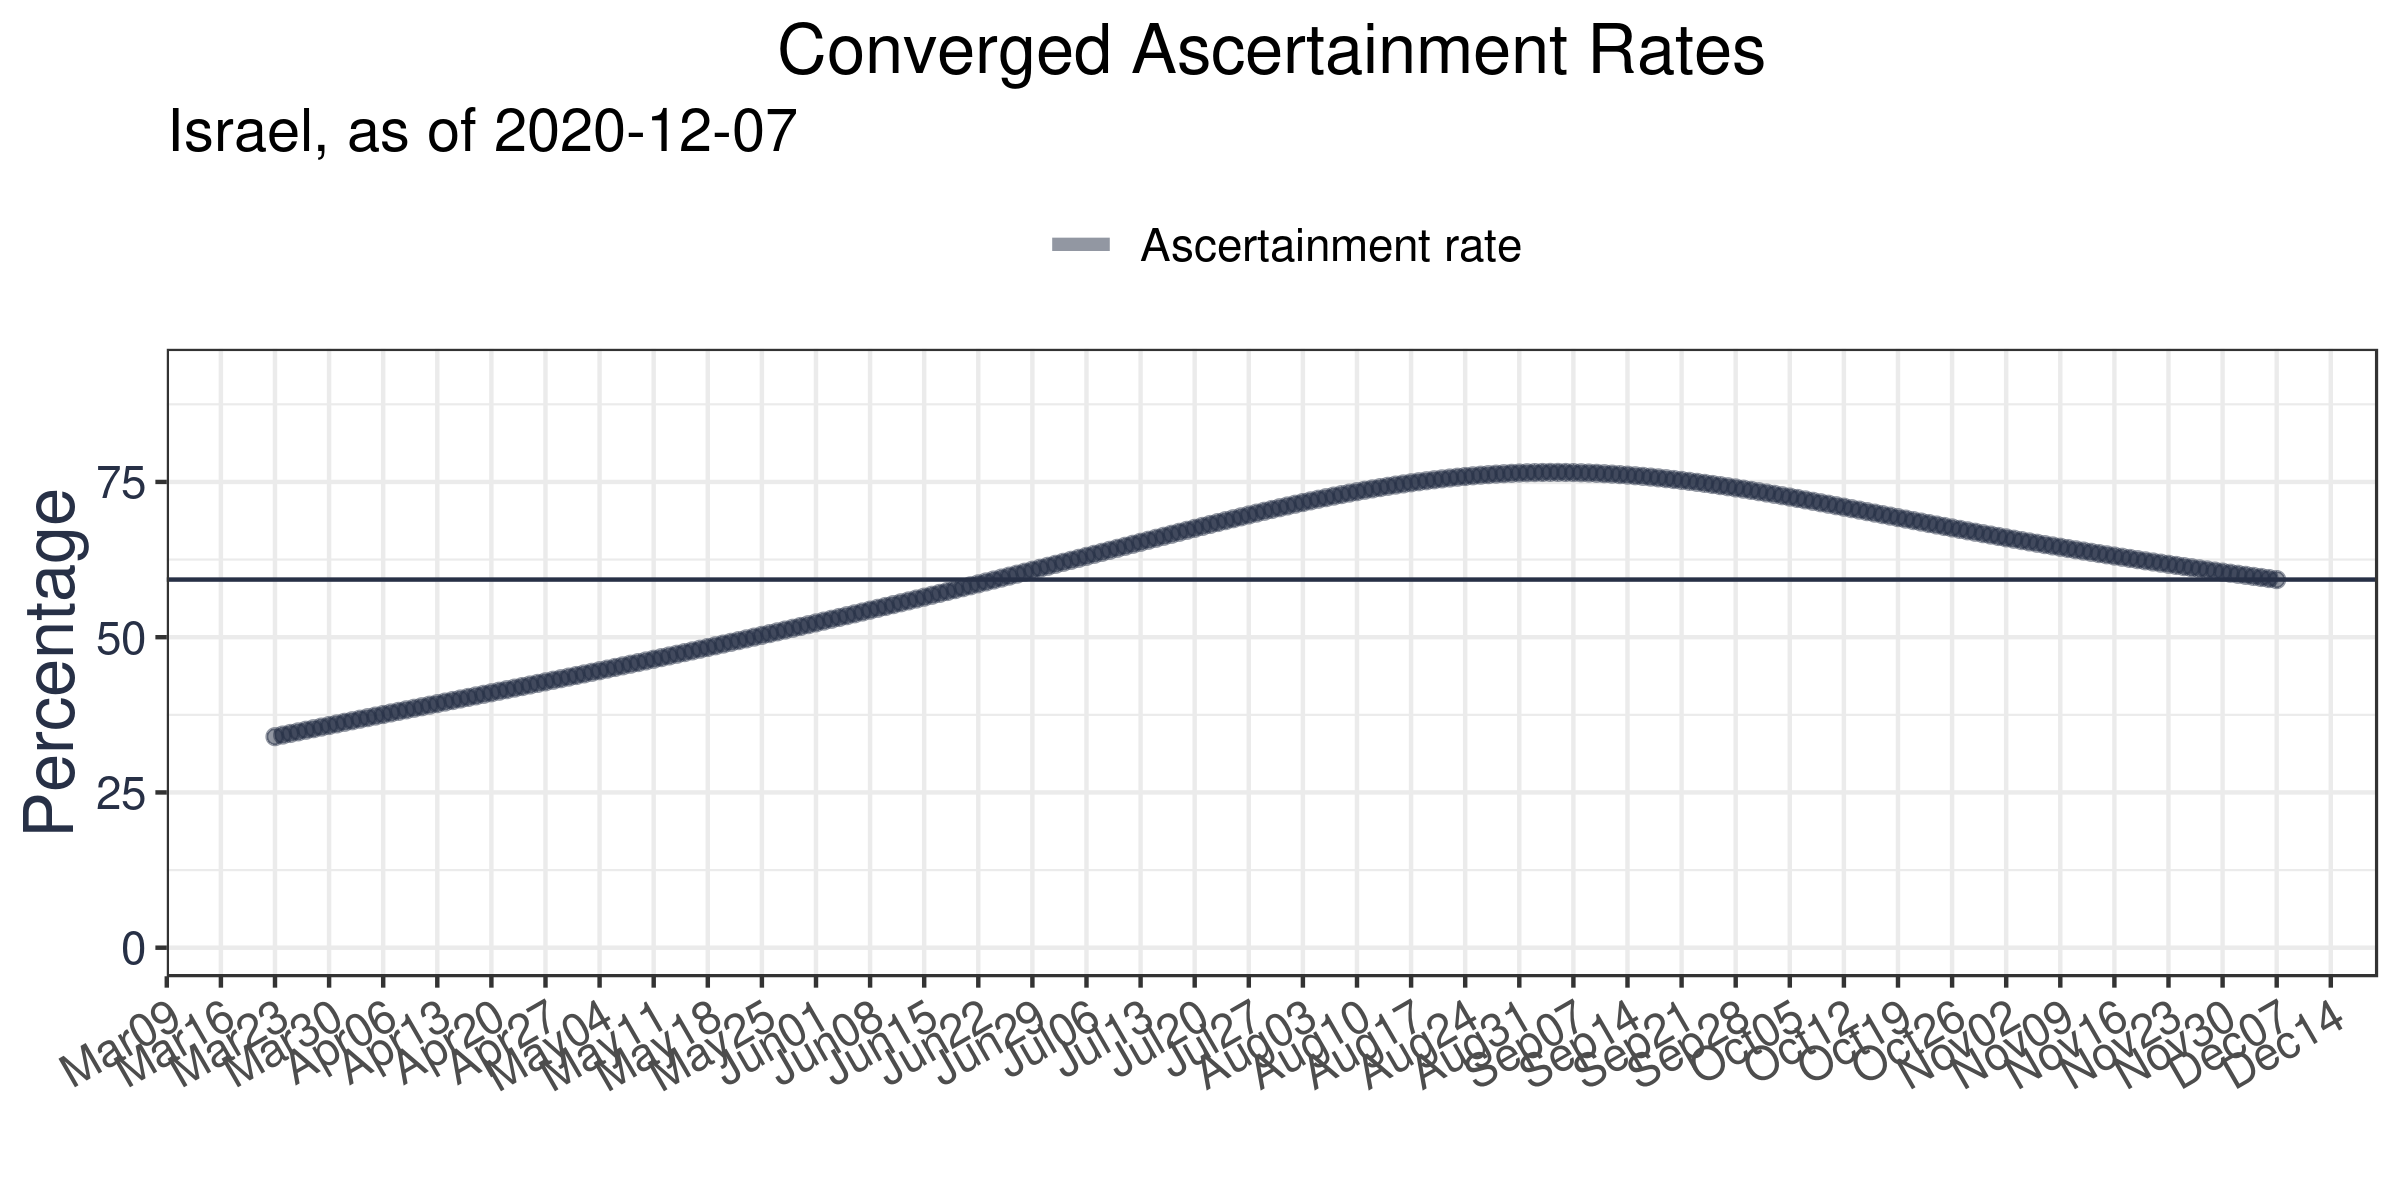 Converged Ascertainment Rates
Israel, as of 2020-12-07
Ascertainment rate
Percentage
75
50
25
0
Mar09
Mar16
Mar23
Mar30
Apr06
Apr13
Apr20
Apr27
May04
May11
May18
May25
Jun01
Jun08
Jun15
Jun22
Jun29
Jul06
Jul13
Jul20
Jul27
Aug03
Aug10
Aug17
Aug24
Aug31
Sep07
Sep14
Sep21
Sep28
Oct05
Oct12
Oct19
Oct26
Nov02
Nov09
Nov16
Nov23
Nov30
Dec07
Dec14